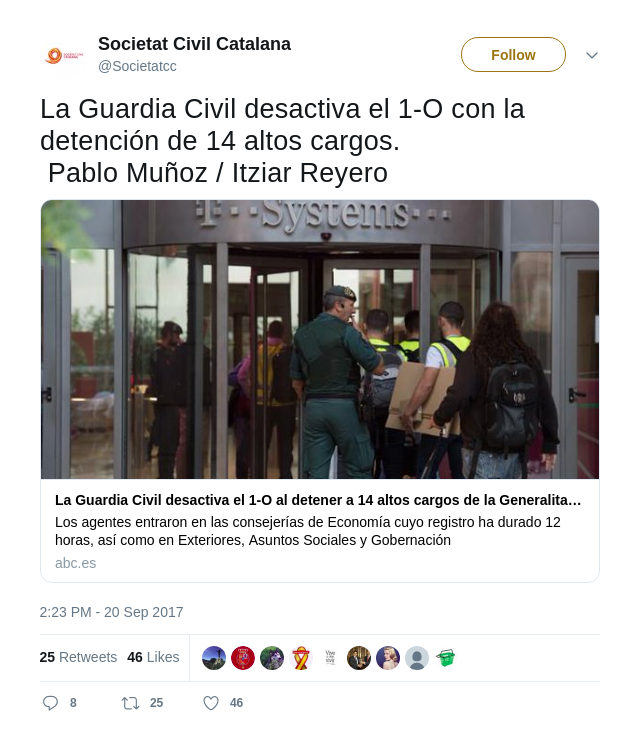 Societat Civil Catalana
@Societatcc
Follow
La Guardia Civil desactiva el 1-O con la
detención de 14 altos cargos.
Pablo Muñoz / Itziar Reyero
T··Systems···
La Guardia Civil desactiva el 1-O al detener a 14 altos cargos de la Generalita...
Los agentes entraron en las consejerías de Economía cuyo registro ha durado 12
horas, así como en Exteriores, Asuntos Sociales y Gobernación
abc.es
2:23 PM - 20 Sep 2017
25 Retweets 46 Likes
8 25 46